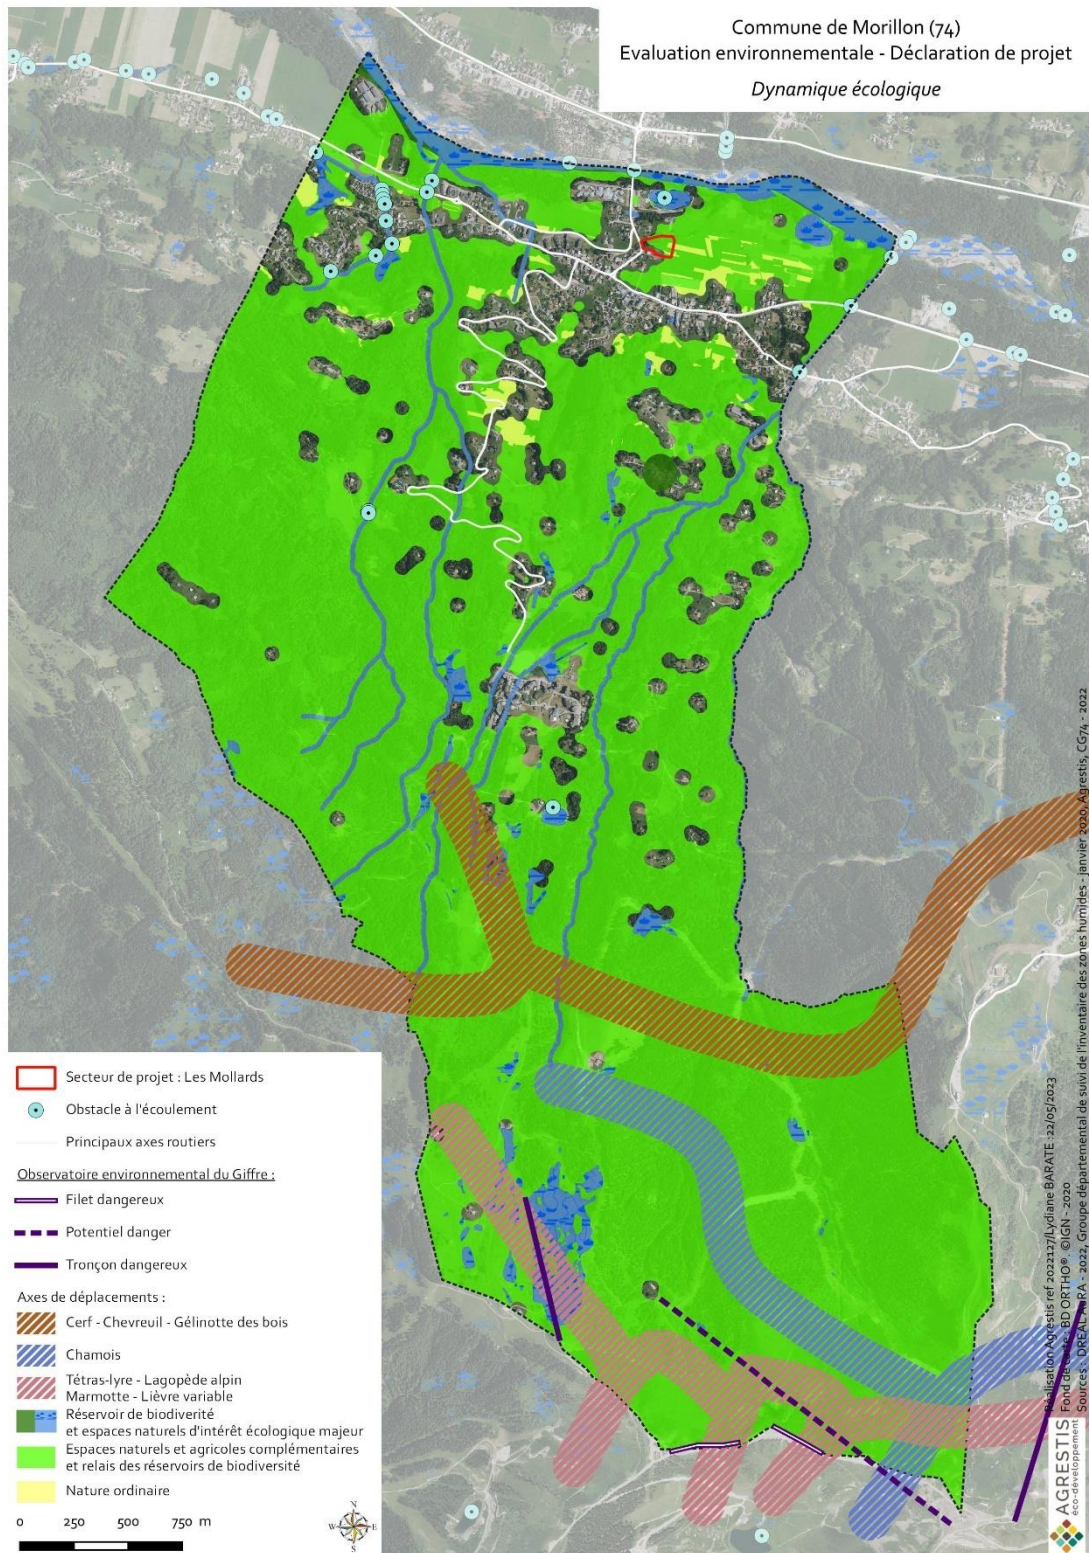 Commune de Morillon (74)
Evaluation environnementale - Déclaration de projet
Dynamique écologique
Secteur de projet : Les Mollards
Obstacle à l'écoulement
Principaux axes routiers
Observatoire environnemental du Giffre :
Filet dangereux
Potentiel danger
Tronçon dangereux
Axes de déplacements :
Cerf - Chevreuil - Gélinotte des bois
Chamois
Tétras-lyre - Lagopède alpin
Marmotte - Lièvre variable
Réservoir de biodiverité
et espaces naturels d'intérêt écologique majeur
Espaces naturels et agricoles complémentaires
et relais des réservoirs de biodiversité
Nature ordinaire
0 250 500 750 m
N
W E
S
Réalisation Agrestis ref 2022127/Lydiane BARATE : 22/05/2023
Fond de carte : BD ORTHO®, ©IGN - 2020
Sources : DREAL AURA - 2022, Groupe départemental de suivi de l'inventaire des zones humides - janvier 2020, Agrestis, CG74 - 2022
AGRESTIS
éco-développement